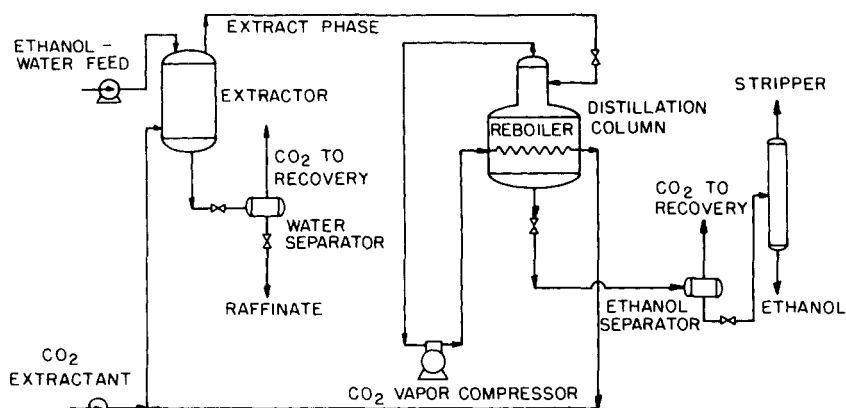 EXTRACT PHASE
ETHANOL -
WATER FEED
EXTRACTOR
STRIPPER
DISTILLATION
COLUMN
REBOILER
CO2 TO
RECOVERY
CO2 TO
RECOVERY
WATER
SEPARATOR
RAFFINATE
ETHANOL
SEPARATOR
ETHANOL
CO2
EXTRACTANT
CO2 VAPOR COMPRESSOR